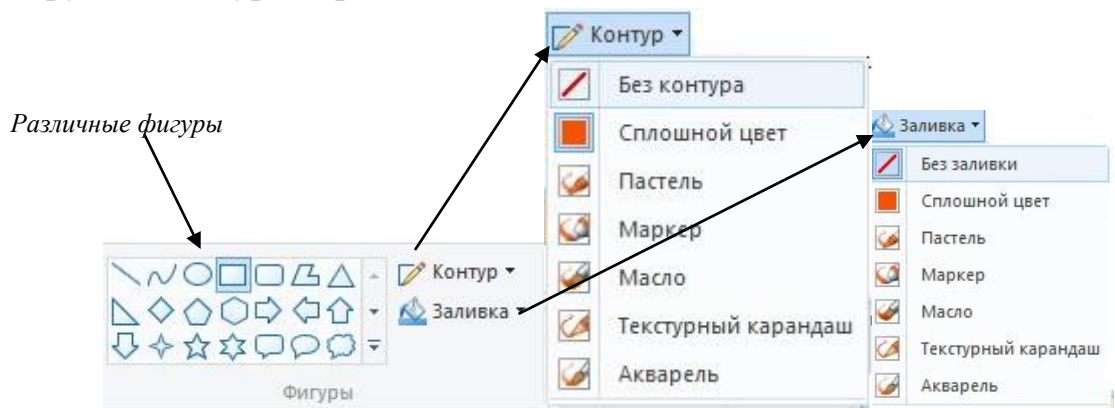 Контур
Без контура
Сплошной цвет
Пастель
Маркер
Масло
Текстурный карандаш
Акварель
Различные фигуры
Заливка
Без заливки
Сплошной цвет
Пастель
Маркер
Масло
Текстурный карандаш
Акварель
Контур
Заливка
Фигуры